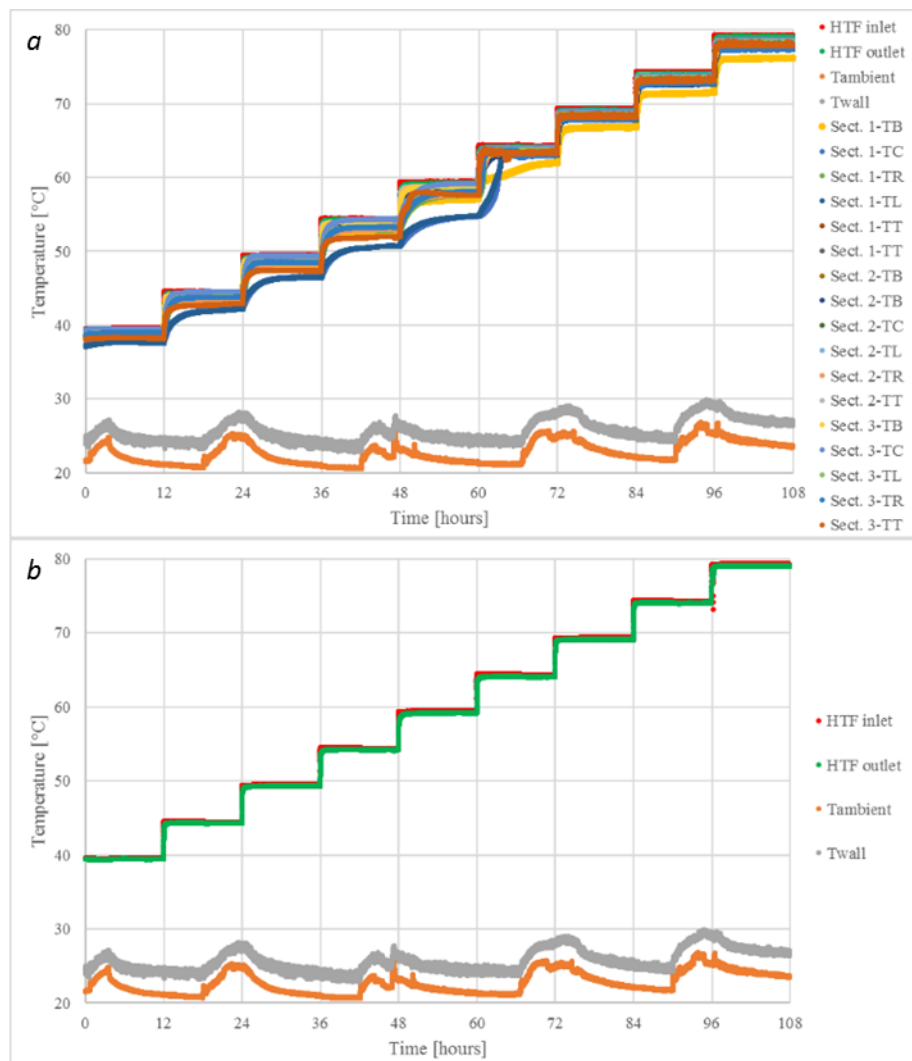 a
80
70
60
50
40
30
20
Temperature [°C]
0 12 24 36 48 60 72 84 96 108
Time [hours]
HTF inlet
HTF outlet
Tambient
Twall
Sect. 1-TB
Sect. 1-TC
Sect. 1-TR
Sect. 1-TL
Sect. 1-TT
Sect. 1-TT
Sect. 2-TB
Sect. 2-TB
Sect. 2-TC
Sect. 2-TL
Sect. 2-TR
Sect. 2-TT
Sect. 3-TB
Sect. 3-TC
Sect. 3-TL
Sect. 3-TR
Sect. 3-TT
b
80
70
60
50
40
30
20
Temperature [°C]
0 12 24 36 48 60 72 84 96 108
Time [hours]
HTF inlet
HTF outlet
Tambient
Twall